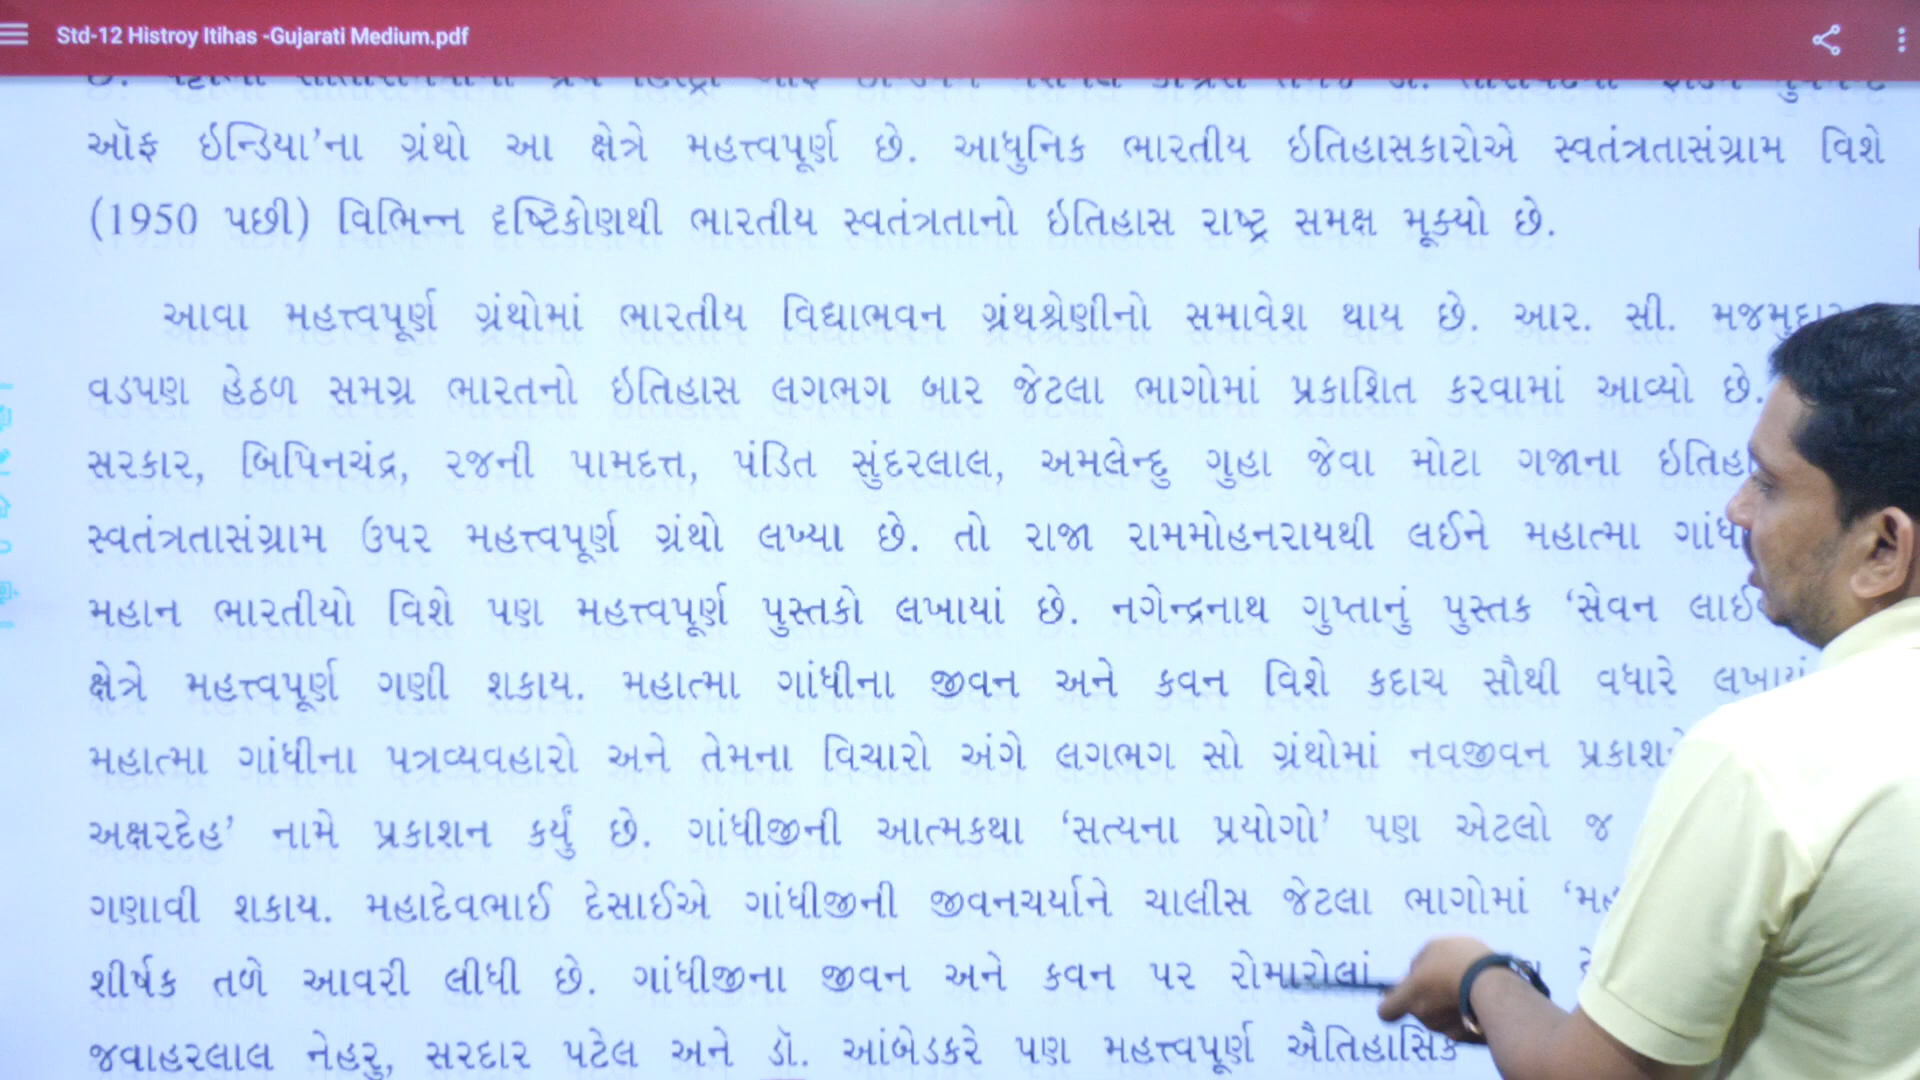 Std-12 Histroy Itihas -Gujarati Medium.pdf
ઑફ ઇન્ડિયા’ના ગ્રંથો આ ક્ષેત્રે મહત્ત્વપૂર્ણ છે. આધુનિક ભારતીય ઇતિહાસકારોએ સ્વતંત્રતાસંગ્રામ વિશે
(1950 પછી) વિભિન્ન દૃષ્ટિકોણથી ભારતીય સ્વતંત્રતાનો ઇતિહાસ રાષ્ટ્ર સમક્ષ મૂક્યો છે.
આવા મહત્ત્વપૂર્ણ ગ્રંથોમાં ભારતીય વિદ્યાભવન ગ્રંથશ્રેણીનો સમાવેશ થાય છે. આર. સી.
વડપણ હેઠળ સમગ્ર ભારતનો ઇતિહાસ લગભગ બાર જેટલા ભાગોમાં પ્રકાશિત કરવામાં આવ્યો છે.
સરકાર, બિપિનચંદ્ર, રજની પામદત્ત, પંડિત સુંદરલાલ, અમલેન્દુ ગુહા જેવા મોટા ગજાના
સ્વતંત્રતાસંગ્રામ ઉપર મહત્ત્વપૂર્ણ ગ્રંથો લખ્યા છે. તો રાજા રામમોહનરાયથી લઈને મહાત્મા
મહાન ભારતીયો વિશે પણ મહત્ત્વપૂર્ણ પુસ્તકો લખાયાં છે. નગેન્દ્રનાથ ગુપ્તાનું પુસ્તક ‘સેવન
ક્ષેત્રે મહત્ત્વપૂર્ણ ગણી શકાય. મહાત્મા ગાંધીના જીવન અને કવન વિશે કદાચ સૌથી વધારે
મહાત્મા ગાંધીના પત્રવ્યવહારો અને તેમના વિચારો અંગે લગભગ સો ગ્રંથોમાં નવજીવન
અક્ષરદેહ’ નામે પ્રકાશન કર્યું છે. ગાંધીજીની આત્મકથા ‘સત્યના પ્રયોગો’ પણ એટલો જ
ગણાવી શકાય. મહાદેવભાઈ દેસાઈએ ગાંધીજીની જીવનચર્યાને ચાલીસ જેટલા ભાગોમાં
શીર્ષક તળે આવરી લીધી છે. ગાંધીજીના જીવન અને કવન પર રોમારોલાં
જવાહરલાલ નેહરુ, સરદાર પટેલ અને ડૉ. આંબેડકરે પણ મહત્ત્વપૂર્ણ ઐતિહાસિક